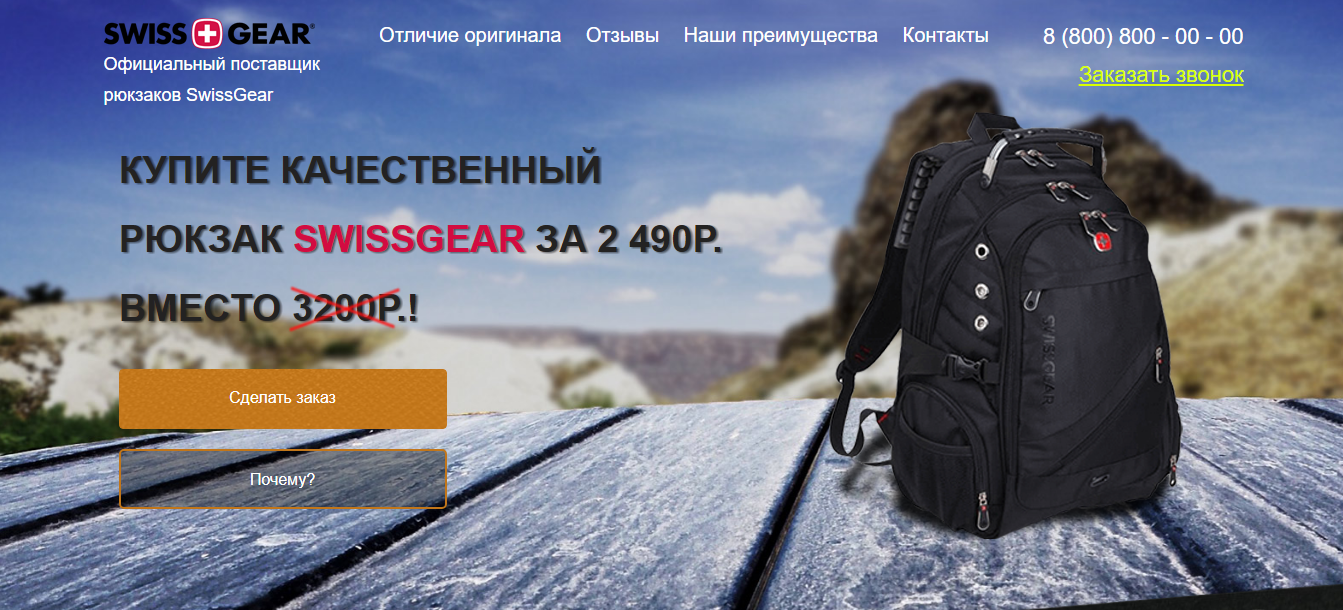 SWISS GEAR®
Официальный поставщик
рюкзаков SwissGear
Отличие оригинала Отзывы Наши преимущества Контакты
8 (800) 800 - 00 - 00
Заказать звонок
КУПИТЕ КАЧЕСТВЕННЫЙ
РЮКЗАК SWISSGEAR ЗА 2 490Р.
ВМЕСТО 3200Р.!
Сделать заказ
Почему?
SWISSGEAR